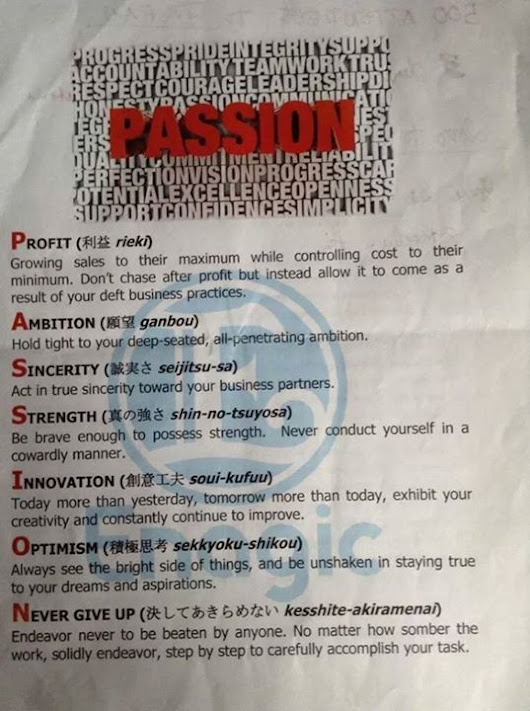 PROGRESSPRIDEINTEGRITYSUPPO
ACCOUNTABILITYTEAMWORKTRUS
RESPECTCOURAGELEADERSHIPDI
PASSION
PERFECTIONVISIONPROGRESSCAR
OTENTIALEXCELLENCEOPENNESS
SUPPORTCONFIDENCESIMPLICITY
PROFIT (利益 rieki)
Growing sales to their maximum while controlling cost to their
minimum. Don't chase after profit but instead allow it to come as a
result of your deft business practices.
AMBITION (願望 ganbou)
Hold tight to your deep-seated, all-penetrating ambition.
SINCERITY (誠実さ seijitsu-sa)
Act in true sincerity toward your business partners.
STRENGTH (真の強さ shin-no-tsuyosa)
Be brave enough to possess strength. Never conduct yourself in a
cowardly manner.
INNOVATION (創意工夫 soui-kufuu)
Today more than yesterday, tomorrow more than today, exhibit your
creativity and constantly continue to improve.
OPTIMISM (積極思考 sekkyoku-shikou)
Always see the bright side of things, and be unshaken in staying true
to your dreams and aspirations.
Enagic
NEVER GIVE UP (決してあきらめない kesshite-akiramenai)
Endeavor never to be beaten by anyone. No matter how somber the
work, solidly endeavor, step by step to carefully accomplish your task.